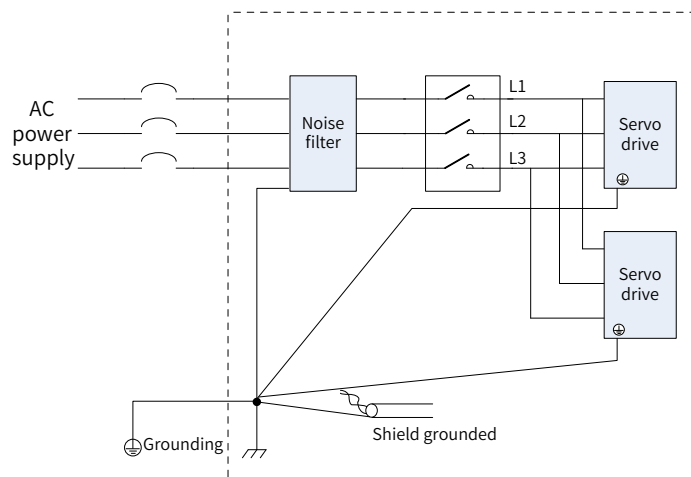 AC
power
supply
Noise
filter
L1
L2
L3
Servo
drive
Servo
drive
Grounding
Shield grounded